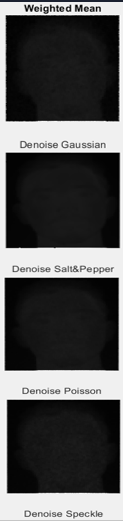 Weighted Mean
Denoise Gaussian
Denoise Salt&Pepper
Denoise Poisson
Denoise Speckle